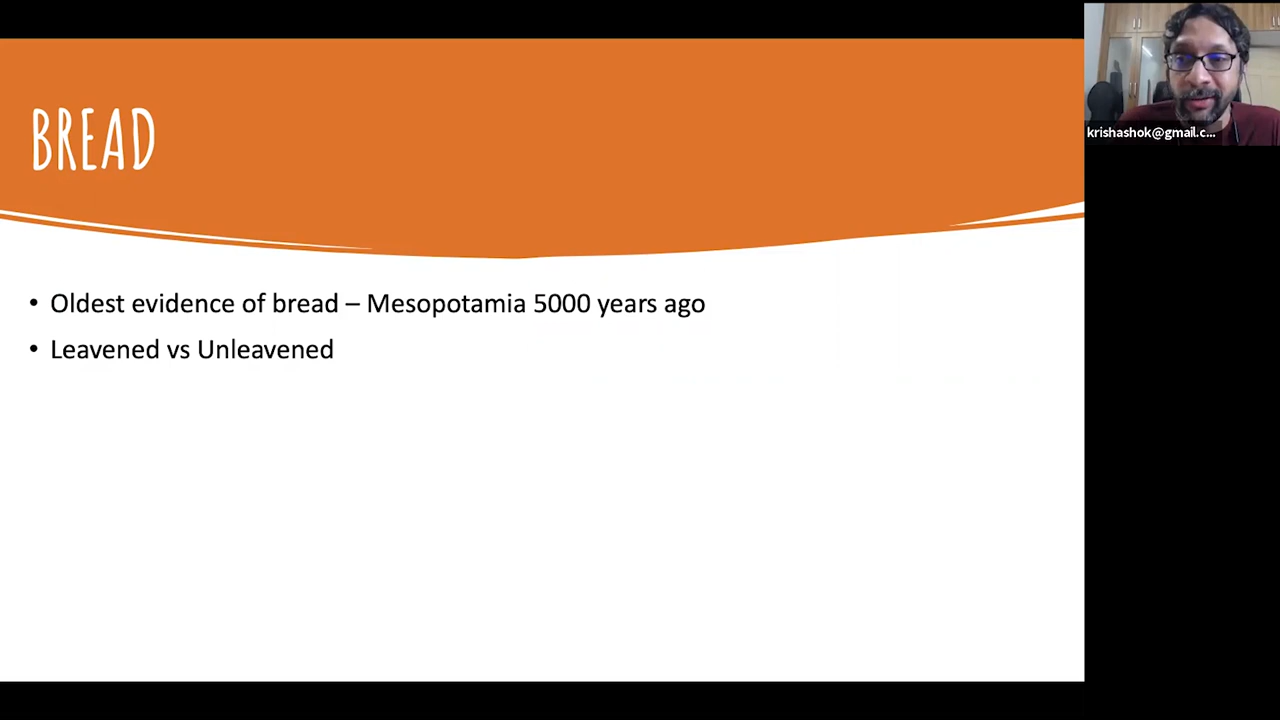 BREAD
• Oldest evidence of bread – Mesopotamia 5000 years ago
• Leavened vs Unleavened
krishashok@gmail.c...